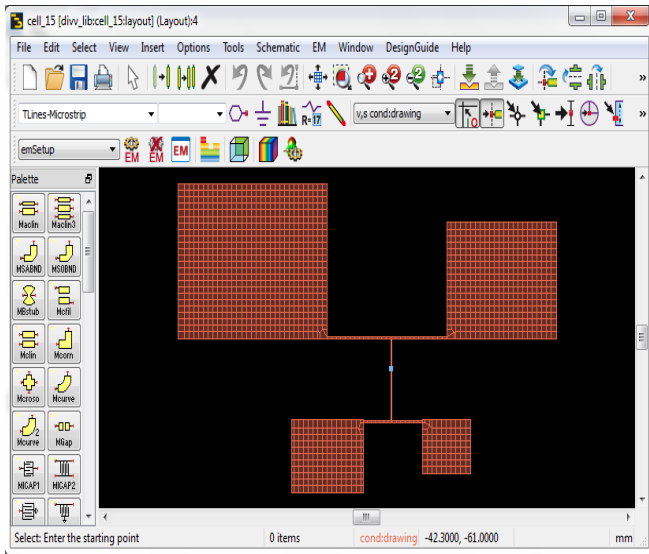 cell_15 [divv_lib:cell_15:layout] (Layout):4
File Edit Select View Insert Options Tools Schematic EM Window DesignGuide Help
TLines-Microstrip
R=17
v,s cond:drawing
emSetup
EM
EM
EM
Palette
Maclin Maclin3
MSABND MSOBND
MBstub Mcfil
Mclin Mcorn
Mcroso Mcurve
Mcurve MGap
MICAP1 MICAP2
Select: Enter the starting point 0 items cond:drawing -42.3000, -61.0000 mm